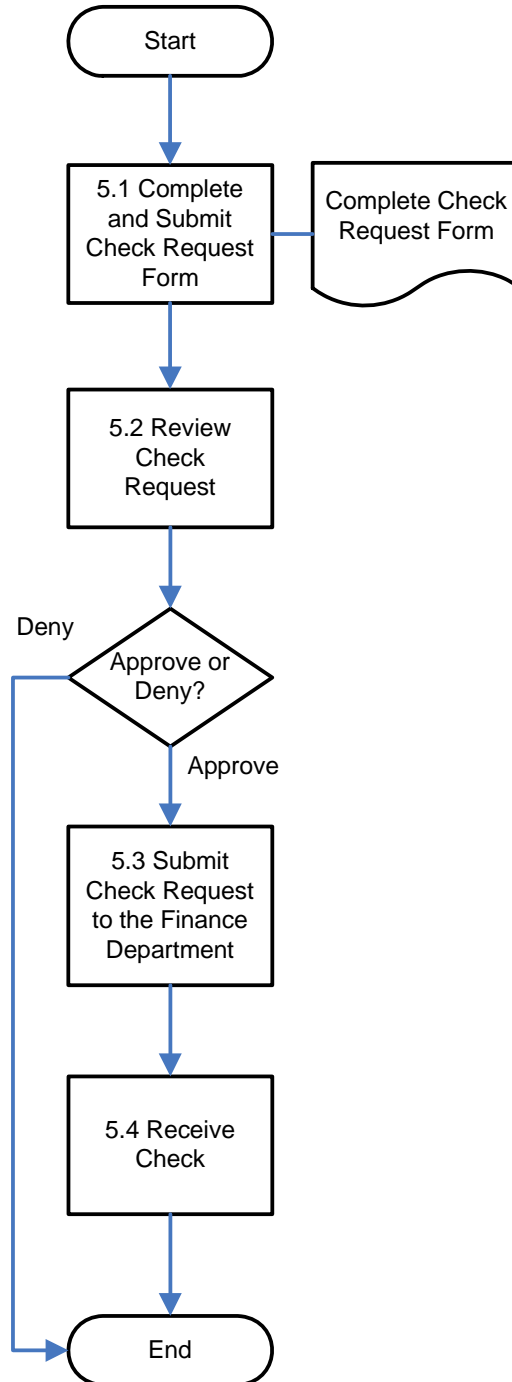 Start
5.1 Complete
and Submit
Check Request
Form
Complete Check
Request Form
5.2 Review
Check
Request
Deny
Approve or
Deny?
Approve
5.3 Submit
Check Request
to the Finance
Department
5.4 Receive
Check
End